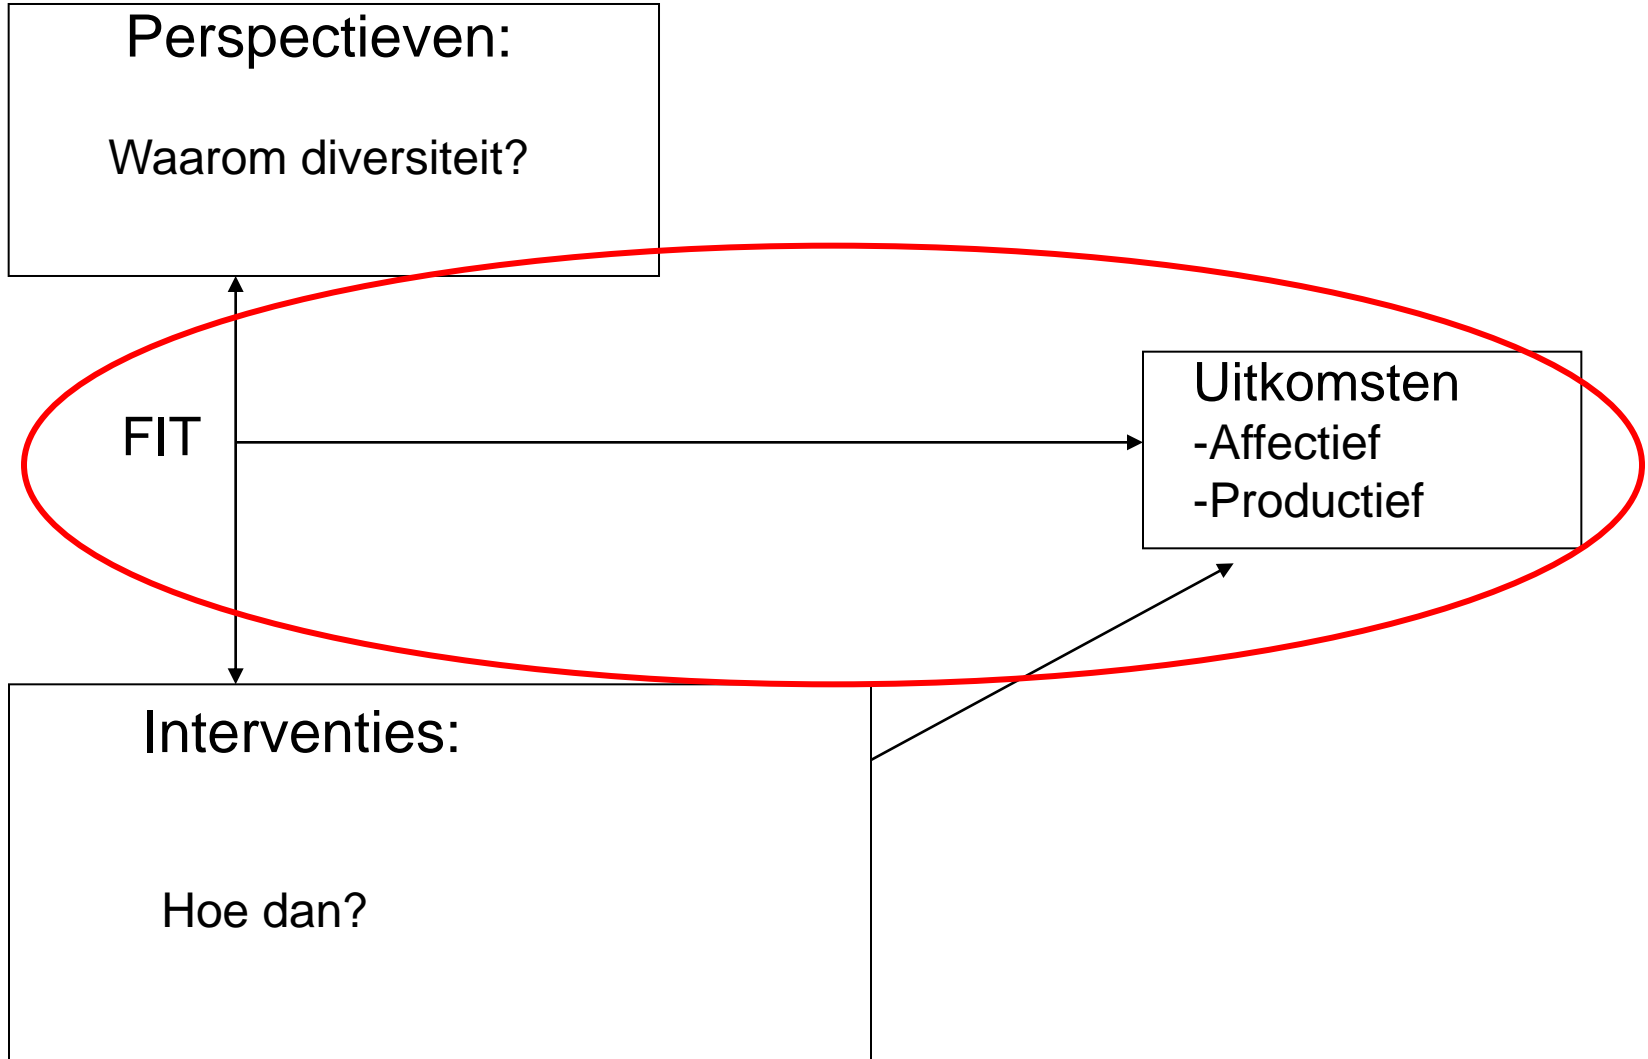 Perspectieven:
Waarom diversiteit?
FIT
Uitkomsten
-Affectief
-Productief
Interventies:
Hoe dan?